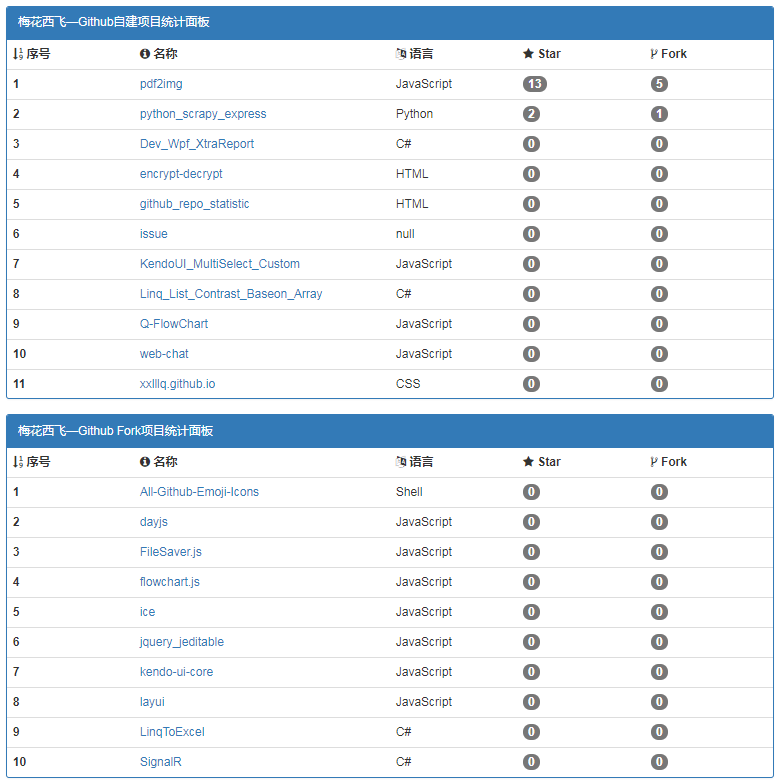 梅花西飞—Github自建项目统计面板
序号 名称 语言 Star Fork
1 pdf2img JavaScript 13 5
2 python_scrapy_express Python 2 1
3 Dev_Wpf_XtraReport C# 0 0
4 encrypt-decrypt HTML 0 0
5 github_repo_statistic HTML 0 0
6 issue null 0 0
7 KendoUI_MultiSelect_Custom JavaScript 0 0
8 Linq_List_Contrast_Baseon_Array C# 0 0
9 Q-FlowChart JavaScript 0 0
10 web-chat JavaScript 0 0
11 xxlllq.github.io CSS 0 0
梅花西飞—Github Fork项目统计面板
序号 名称 语言 Star Fork
1 All-Github-Emoji-Icons Shell 0 0
2 dayjs JavaScript 0 0
3 FileSaver.js JavaScript 0 0
4 flowchart.js JavaScript 0 0
5 ice JavaScript 0 0
6 jquery_jeditable JavaScript 0 0
7 kendo-ui-core JavaScript 0 0
8 layui JavaScript 0 0
9 LinqToExcel C# 0 0
10 SignalR C# 0 0